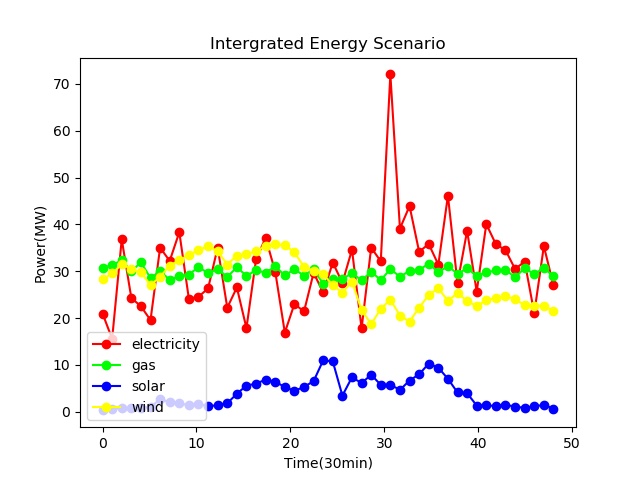 Intergrated Energy Scenario
Power(MW)
70
60
50
40
30
20
10
0
electricity
gas
solar
wind
0 10 20 30 40 50
Time(30min)